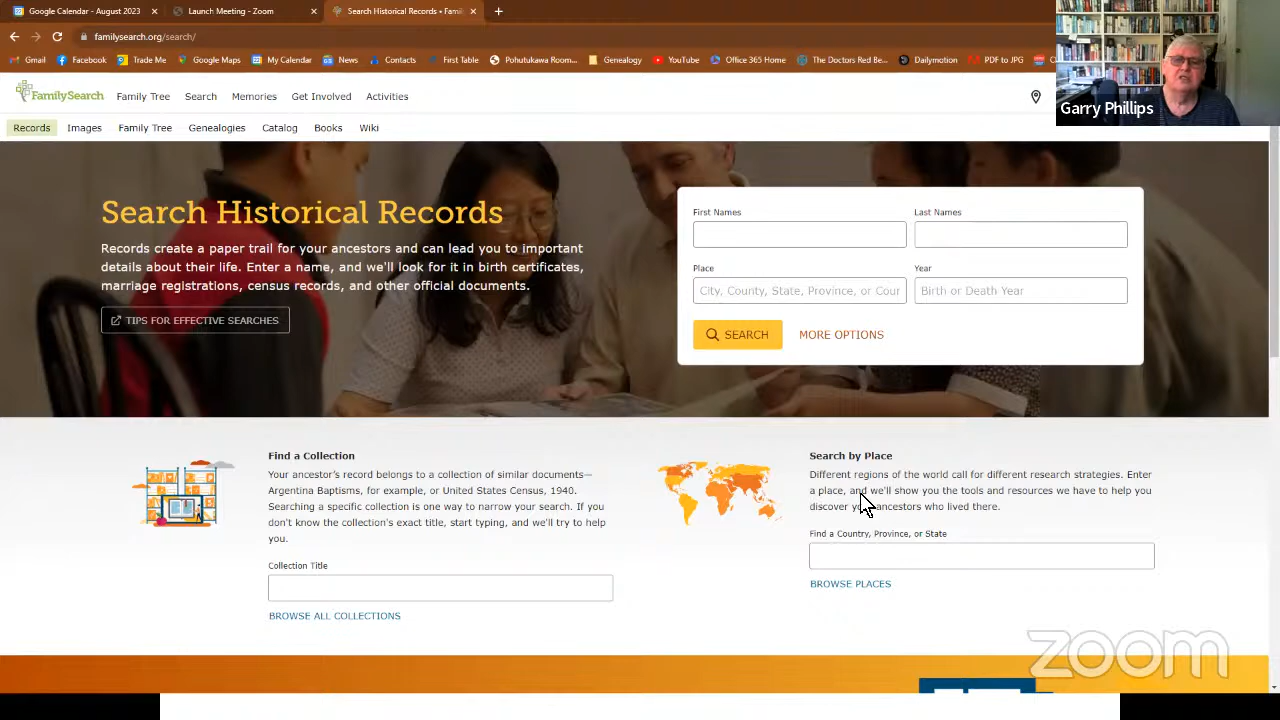 Google Calendar - August 2023
Launch Meeting - Zoom
Search Historical Records • Famil
familysearch.org/search/
Gmail
Facebook
Trade Me
Google Maps
My Calendar
News
Contacts
First Table
Pohutukawa Room...
Genealogy
YouTube
Office 365 Home
The Doctors Red Be...
Dailymotion
PDF to JPG
Garry Phillips
FamilySearch
Family Tree
Search
Memories
Get Involved
Activities
Records
Images
Family Tree
Genealogies
Catalog
Books
Wiki
Search Historical Records
Records create a paper trail for your ancestors and can lead you to important
details about their life. Enter a name, and we'll look for it in birth certificates,
marriage registrations, census records, and other official documents.
TIPS FOR EFFECTIVE SEARCHES
First Names
Last Names
Place
Year
City, County, State, Province, or Cour
Birth or Death Year
SEARCH
MORE OPTIONS
Find a Collection
Your ancestor's record belongs to a collection of similar documents—
Argentina Baptisms, for example, or United States Census, 1940.
Searching a specific collection is one way to narrow your search. If you
don't know the collection's exact title, start typing, and we'll try to help
you.
Collection Title
BROWSE ALL COLLECTIONS
Search by Place
Different regions of the world call for different research strategies. Enter
a place, and we'll show you the tools and resources we have to help you
discover your ancestors who lived there.
Find a Country, Province, or State
BROWSE PLACES
zoom